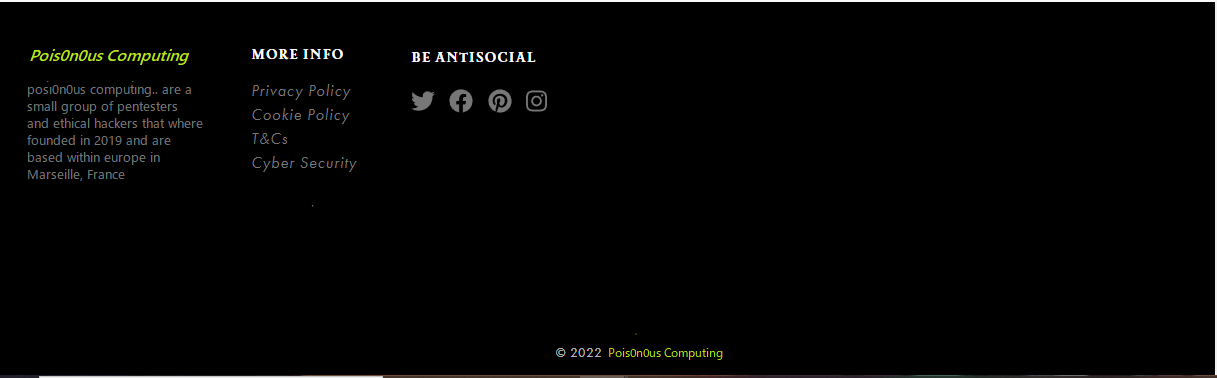 Pois0n0us Computing
posi0n0us computing.. are a
small group of pentesters
and ethical hackers that where
founded in 2019 and are
based within europe in
Marseille, France
MORE INFO
Privacy Policy
Cookie Policy
T&Cs
Cyber Security
BE ANTISOCIAL
© 2022 Pois0n0us Computing